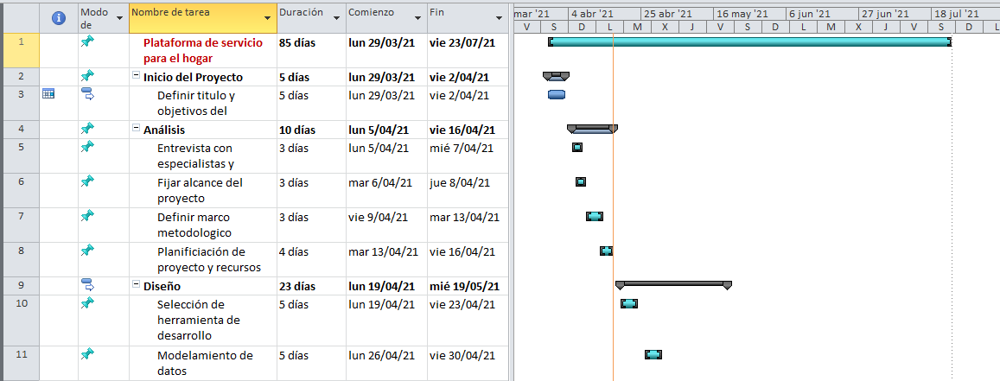 Modo de	Nombre de tarea	Duración	Comienzo	Fin
mar '21	4 abr '21	25 abr '21	16 may '21	6 jun '21	27 jun '21	18 jul '21
V	S	D	L	M	X	J	V	S	D	L	M	X	J	V	S	D	L
1	Plataforma de servicio para el hogar	85 días	lun 29/03/21	vie 23/07/21
2	Inicio del Proyecto	5 días	lun 29/03/21	vie 2/04/21
3	Definir titulo y objetivos del	5 días	lun 29/03/21	vie 2/04/21
4	Análisis	10 días	lun 5/04/21	vie 16/04/21
5	Entrevista con especialistas y	3 días	lun 5/04/21	mié 7/04/21
6	Fijar alcance del proyecto	3 días	mar 6/04/21	jue 8/04/21
7	Definir marco metodologico	3 días	vie 9/04/21	mar 13/04/21
8	Planificiación de proyecto y recursos	4 días	mar 13/04/21	vie 16/04/21
9	Diseño	23 días	lun 19/04/21	mié 19/05/21
10	Selección de herramienta de desarrollo	5 días	lun 19/04/21	vie 23/04/21
11	Modelamiento de datos	5 días	lun 26/04/21	vie 30/04/21